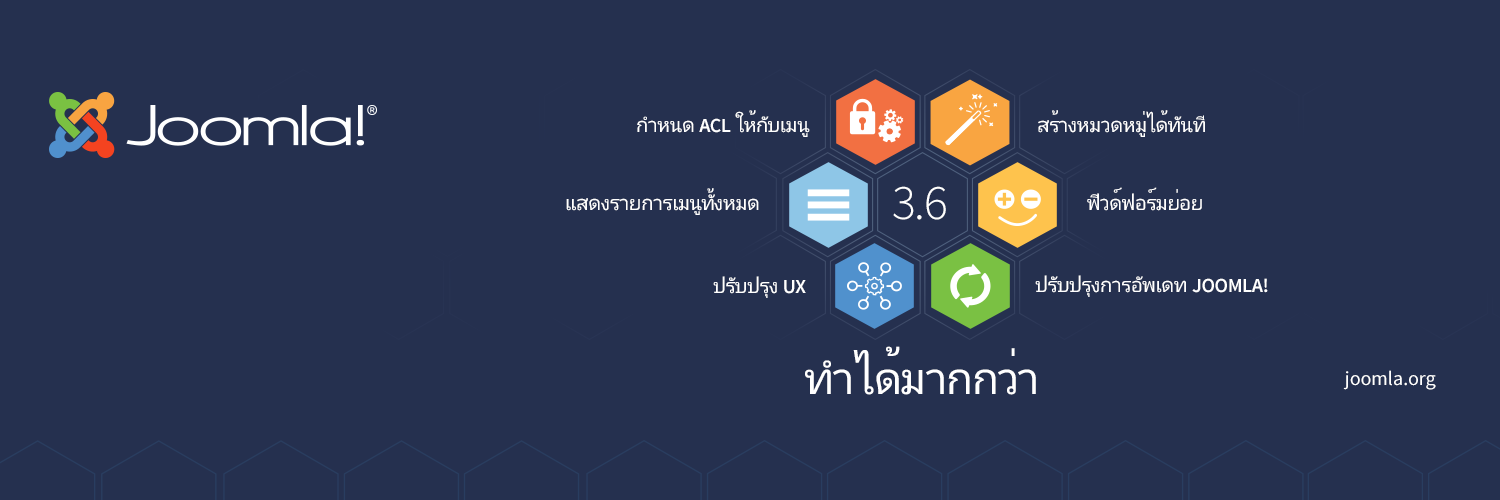 Joomla!®
กำหนด ACL ให้กับเมนู
สร้างหมวดหมู่ได้ทันที
แสดงรายการเมนูทั้งหมด
3.6
ฟิวด์ฟอร์มย่อย
ปรับปรุง UX
ปรับปรุงการอัพเดท JOOMLA!
ทำได้มากกว่า
joomla.org